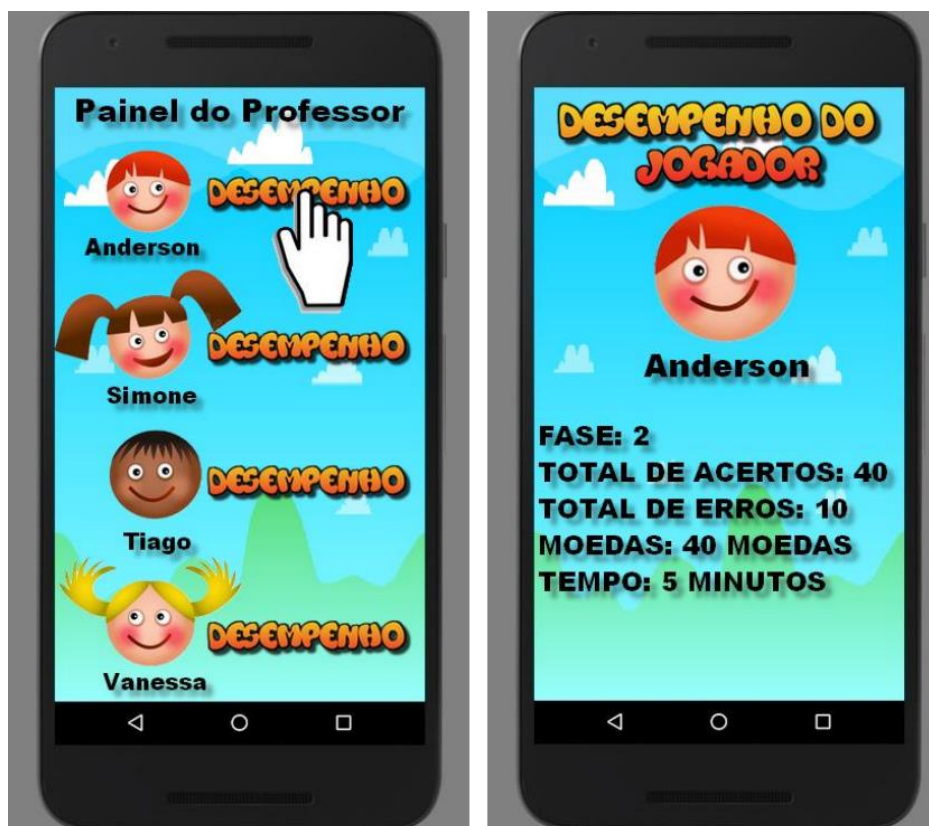 Painel do Professor
DESEMPENHO
Anderson
DESEMPENHO
Simone
DESEMPENHO
Tiago
DESEMPENHO
Vanessa
DESEMPENHO DO
JOGADOR
Anderson
FASE: 2
TOTAL DE ACERTOS: 40
TOTAL DE ERROS: 10
MOEDAS: 40 MOEDAS
TEMPO: 5 MINUTOS